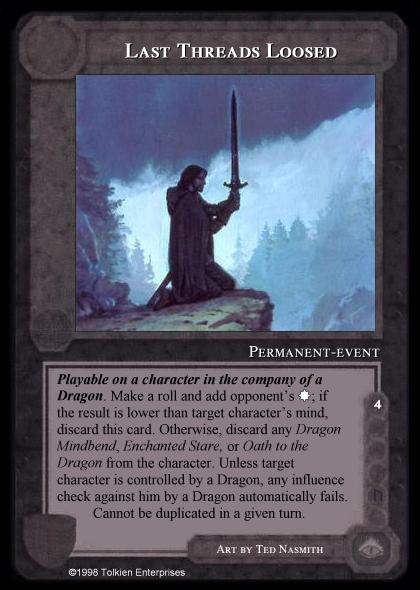 LAST THREADS LOOSED
PERMANENT-EVENT
Playable on a character in the company of a
Dragon. Make a roll and add opponent's ; if
the result is lower than target character's mind,
discard this card. Otherwise, discard any Dragon
Mindbend, Enchanted Stare, or Oath to the
Dragon from the character. Unless target
character is controlled by a Dragon, any influence
check against him by a Dragon automatically fails.
Cannot be duplicated in a given turn.
4
ART BY TED NASMITH
©1998 Tolkien Enterprises